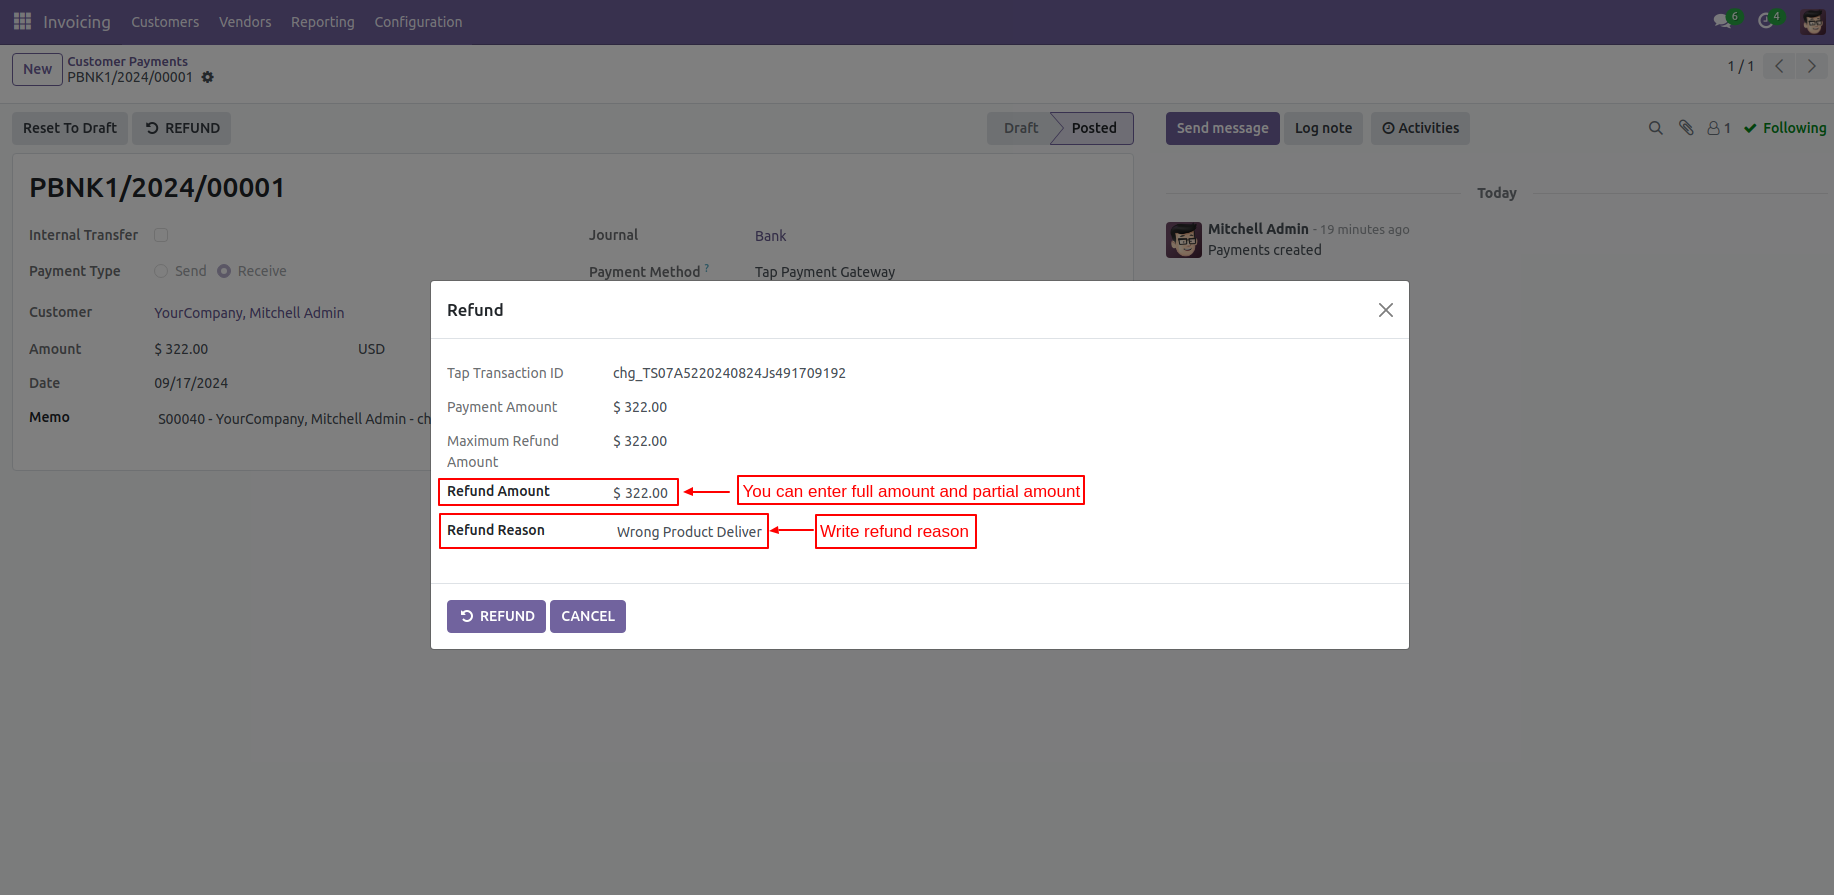 Invoicing Customers Vendors Reporting Configuration 6 4
New Customer Payments
PBNK1/2024/00001
1 / 1
Reset To Draft REFUND Draft Posted Send message Log note Activities 1 Following
PBNK1/2024/00001
Today
Internal Transfer Journal Bank
Mitchell Admin - 19 minutes ago
Payments created
Payment Type Send Receive Payment Method ? Tap Payment Gateway
Customer YourCompany, Mitchell Admin
Amount $ 322.00 USD
Date 09/17/2024
Memo S00040 - YourCompany, Mitchell Admin - ch
Refund
Tap Transaction ID chg_TS07A5220240824Js491709192
Payment Amount $ 322.00
Maximum Refund Amount $ 322.00
Refund Amount $ 322.00 You can enter full amount and partial amount
Refund Reason Wrong Product Deliver Write refund reason
REFUND CANCEL